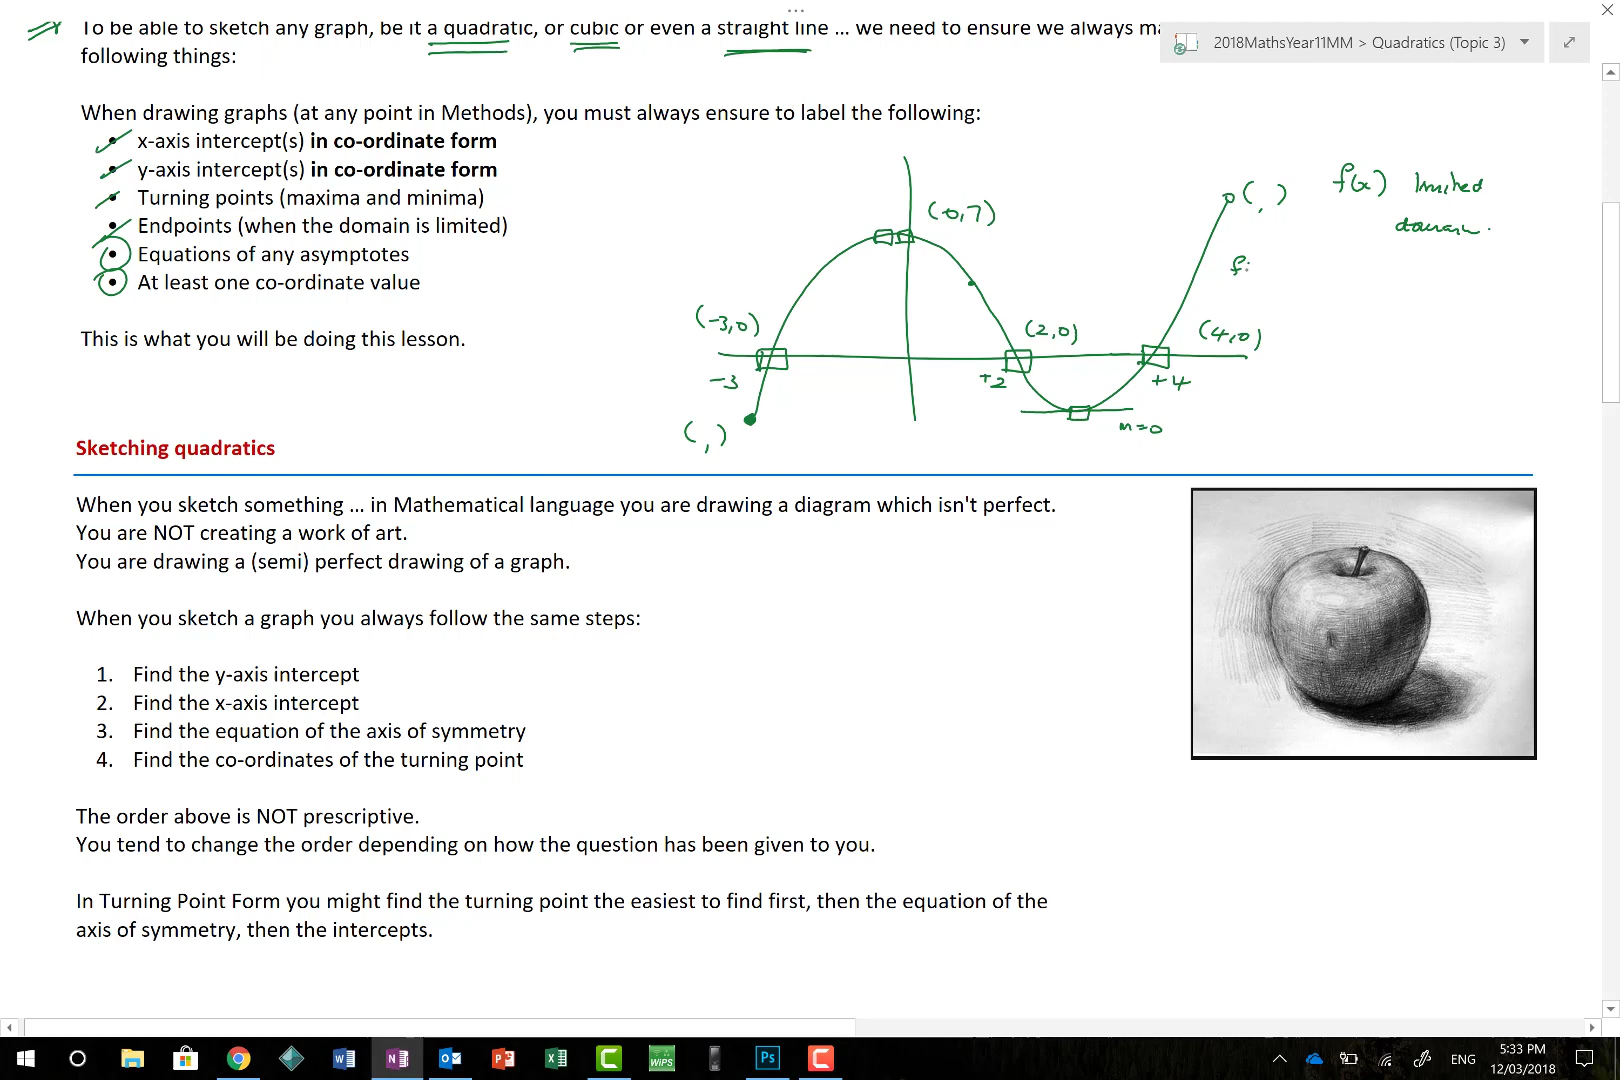 To be able to sketch any graph, be it a quadratic, or cubic or even a straight line ... we need to ensure we always ma
following things:
2018MathsYear11MM > Quadratics (Topic 3)
When drawing graphs (at any point in Methods), you must always ensure to label the following:
x-axis intercept(s) in co-ordinate form
y-axis intercept(s) in co-ordinate form
Turning points (maxima and minima)
Endpoints (when the domain is limited)
Equations of any asymptotes
At least one co-ordinate value
This is what you will be doing this lesson.
(0,7)
( , )
f(x) limited
domain.
f:
(-3,0)
(2,0)
(4,0)
-3
+2
+4
( , )
m=0
Sketching quadratics
When you sketch something ... in Mathematical language you are drawing a diagram which isn't perfect.
You are NOT creating a work of art.
You are drawing a (semi) perfect drawing of a graph.
When you sketch a graph you always follow the same steps:
1. Find the y-axis intercept
2. Find the x-axis intercept
3. Find the equation of the axis of symmetry
4. Find the co-ordinates of the turning point
The order above is NOT prescriptive.
You tend to change the order depending on how the question has been given to you.
In Turning Point Form you might find the turning point the easiest to find first, then the equation of the
axis of symmetry, then the intercepts.
WIPS
Ps
ENG
5:33 PM
12/03/2018